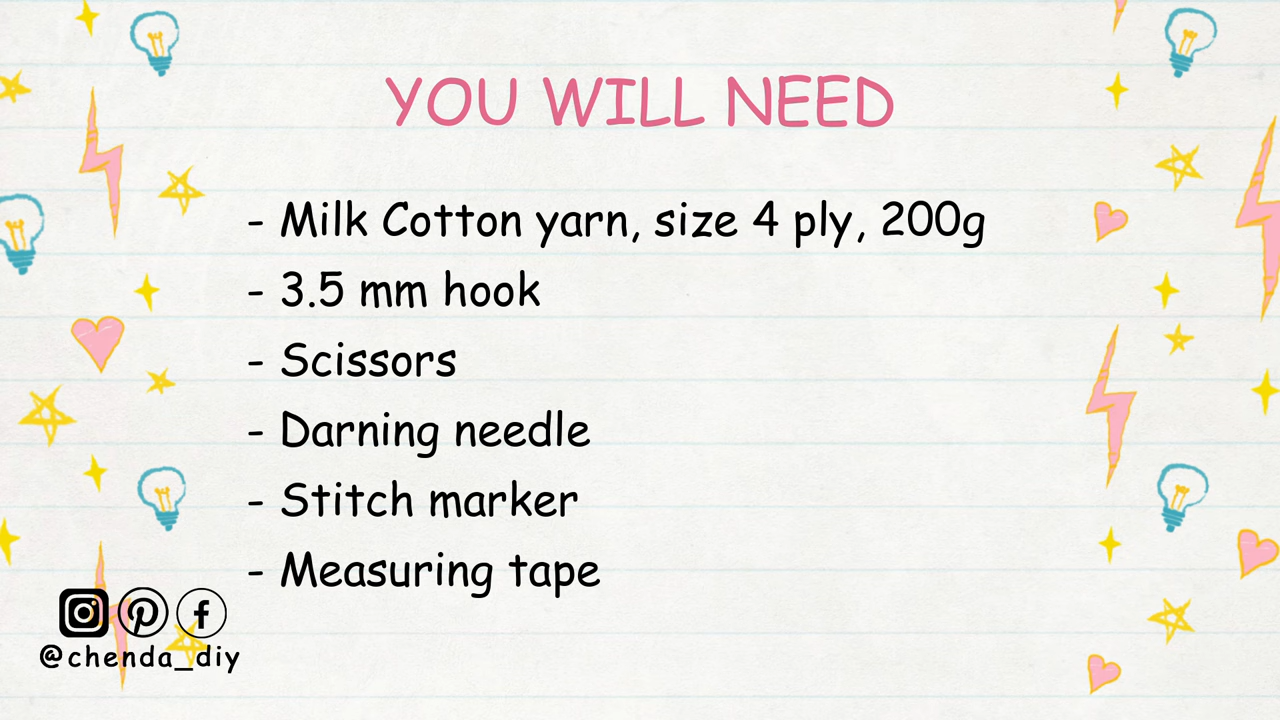 YOU WILL NEED
- Milk Cotton yarn, size 4 ply, 200g
- 3.5 mm hook
- Scissors
- Darning needle
- Stitch marker
- Measuring tape
@chenda_diy